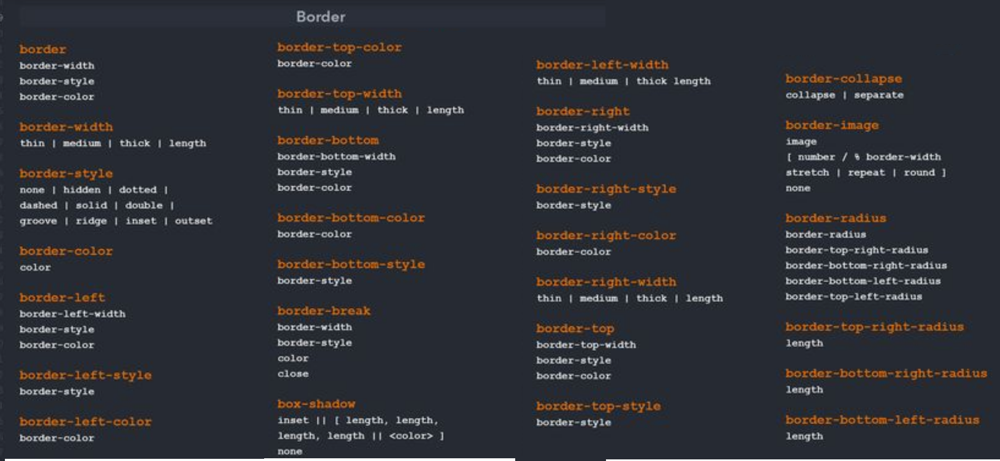 Border
border
border-width
border-style
border-color
border-width
thin | medium | thick | length
border-style
none | hidden | dotted |
dashed | solid | double |
groove | ridge | inset | outset
border-color
color
border-left
border-left-width
border-style
border-color
border-left-style
border-style
border-left-color
border-color
border-top-color
border-color
border-top-width
thin | medium | thick | length
border-bottom
border-bottom-width
border-style
border-color
border-bottom-color
border-color
border-bottom-style
border-style
border-break
border-width
border-style
color
close
box-shadow
inset || [ length, length,
length, length || <color> ]
none
border-left-width
thin | medium | thick length
border-right
border-right-width
border-style
border-color
border-right-style
border-style
border-right-color
border-color
border-right-width
thin | medium | thick | length
border-top
border-top-width
border-style
border-color
border-top-style
border-style
border-collapse
collapse | separate
border-image
image
[ number / % border-width
stretch | repeat | round ]
none
border-radius
border-radius
border-top-right-radius
border-bottom-right-radius
border-bottom-left-radius
border-top-left-radius
border-top-right-radius
length
border-bottom-right-radius
length
border-bottom-left-radius
length